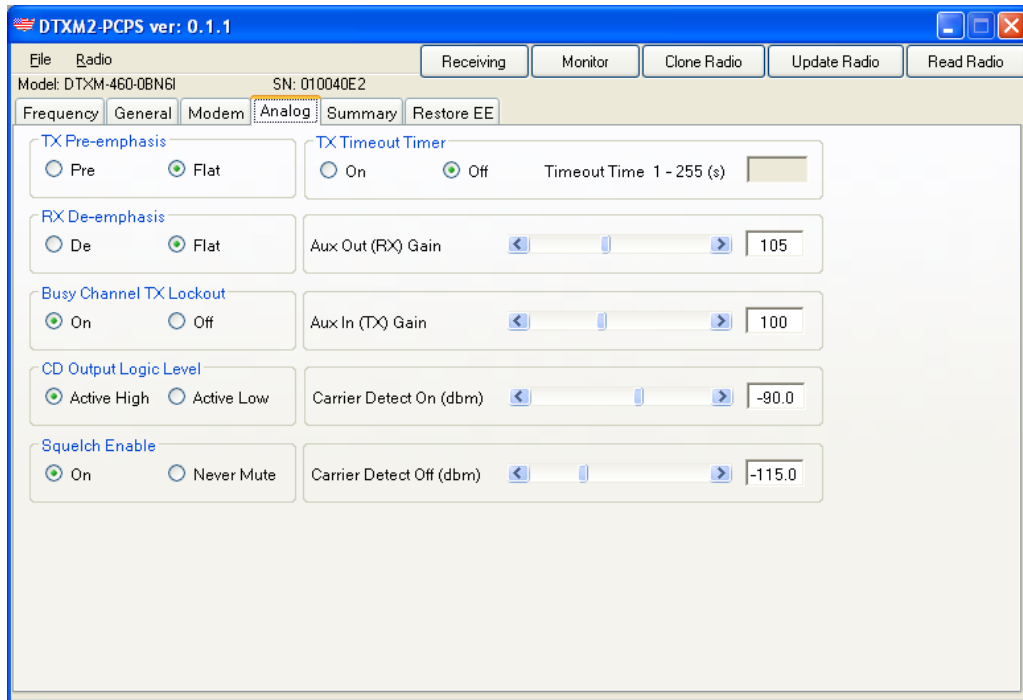 DTXM2-PCPS ver: 0.1.1
File Radio Receiving Monitor Clone Radio Update Radio Read Radio
Model: DTXM-460-0BN6I SN: 010040E2
Frequency General Modem Analog Summary Restore EE
TX Pre-emphasis TX Timeout Timer
Pre Flat On Off Timeout Time 1 - 255 (s)
RX De-emphasis
De Flat Aux Out (RX) Gain 105
Busy Channel TX Lockout
On Off Aux In (TX) Gain 100
CD Output Logic Level
Active High Active Low Carrier Detect On (dbm) -90.0
Squelch Enable
On Never Mute Carrier Detect Off (dbm) -115.0